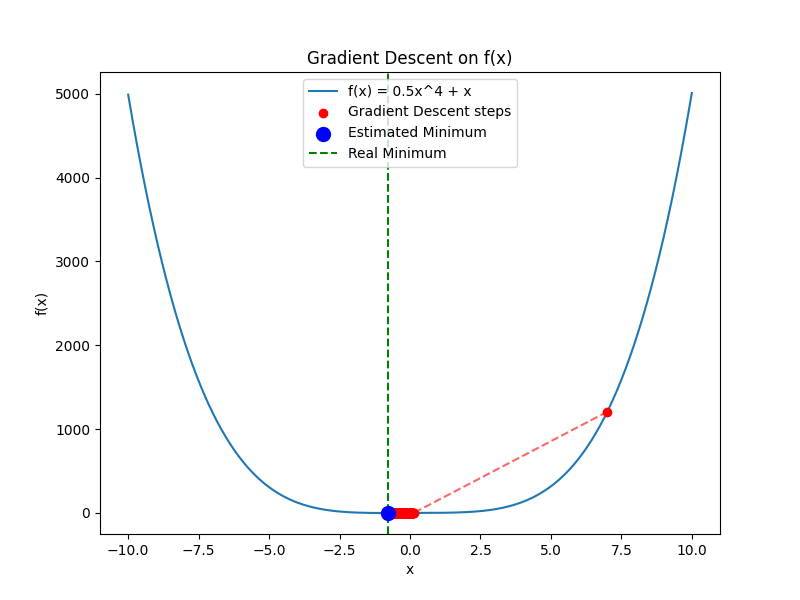 Gradient Descent on f(x)
f(x) = 0.5x^4 + x
Gradient Descent steps
Estimated Minimum
Real Minimum
5000
4000
3000
2000
1000
0
f(x)
−10.0 −7.5 −5.0 −2.5 0.0 2.5 5.0 7.5 10.0
x